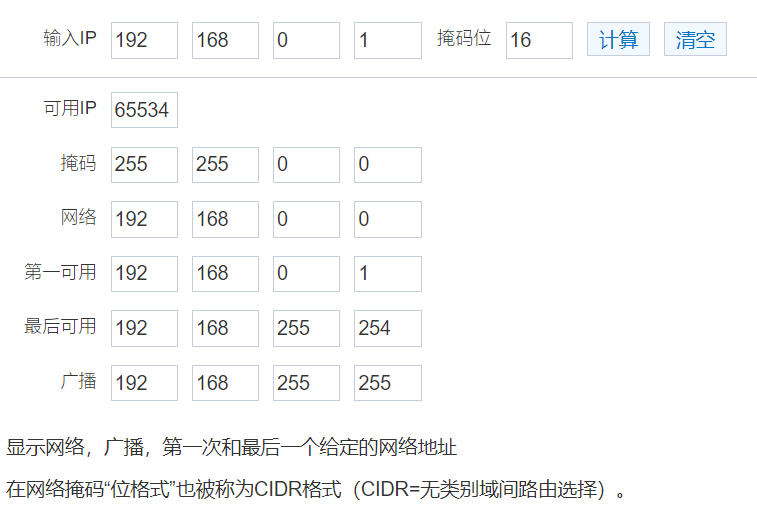 输入IP 192 168 0 1 掩码位 16 计算 清空
可用IP 65534
掩码 255 255 0 0
网络 192 168 0 0
第一可用 192 168 0 1
最后可用 192 168 255 254
广播 192 168 255 255
显示网络，广播，第一次和最后一个给定的网络地址
在网络掩码“位格式”也被称为CIDR格式（CIDR=无类别域间路由选择）。